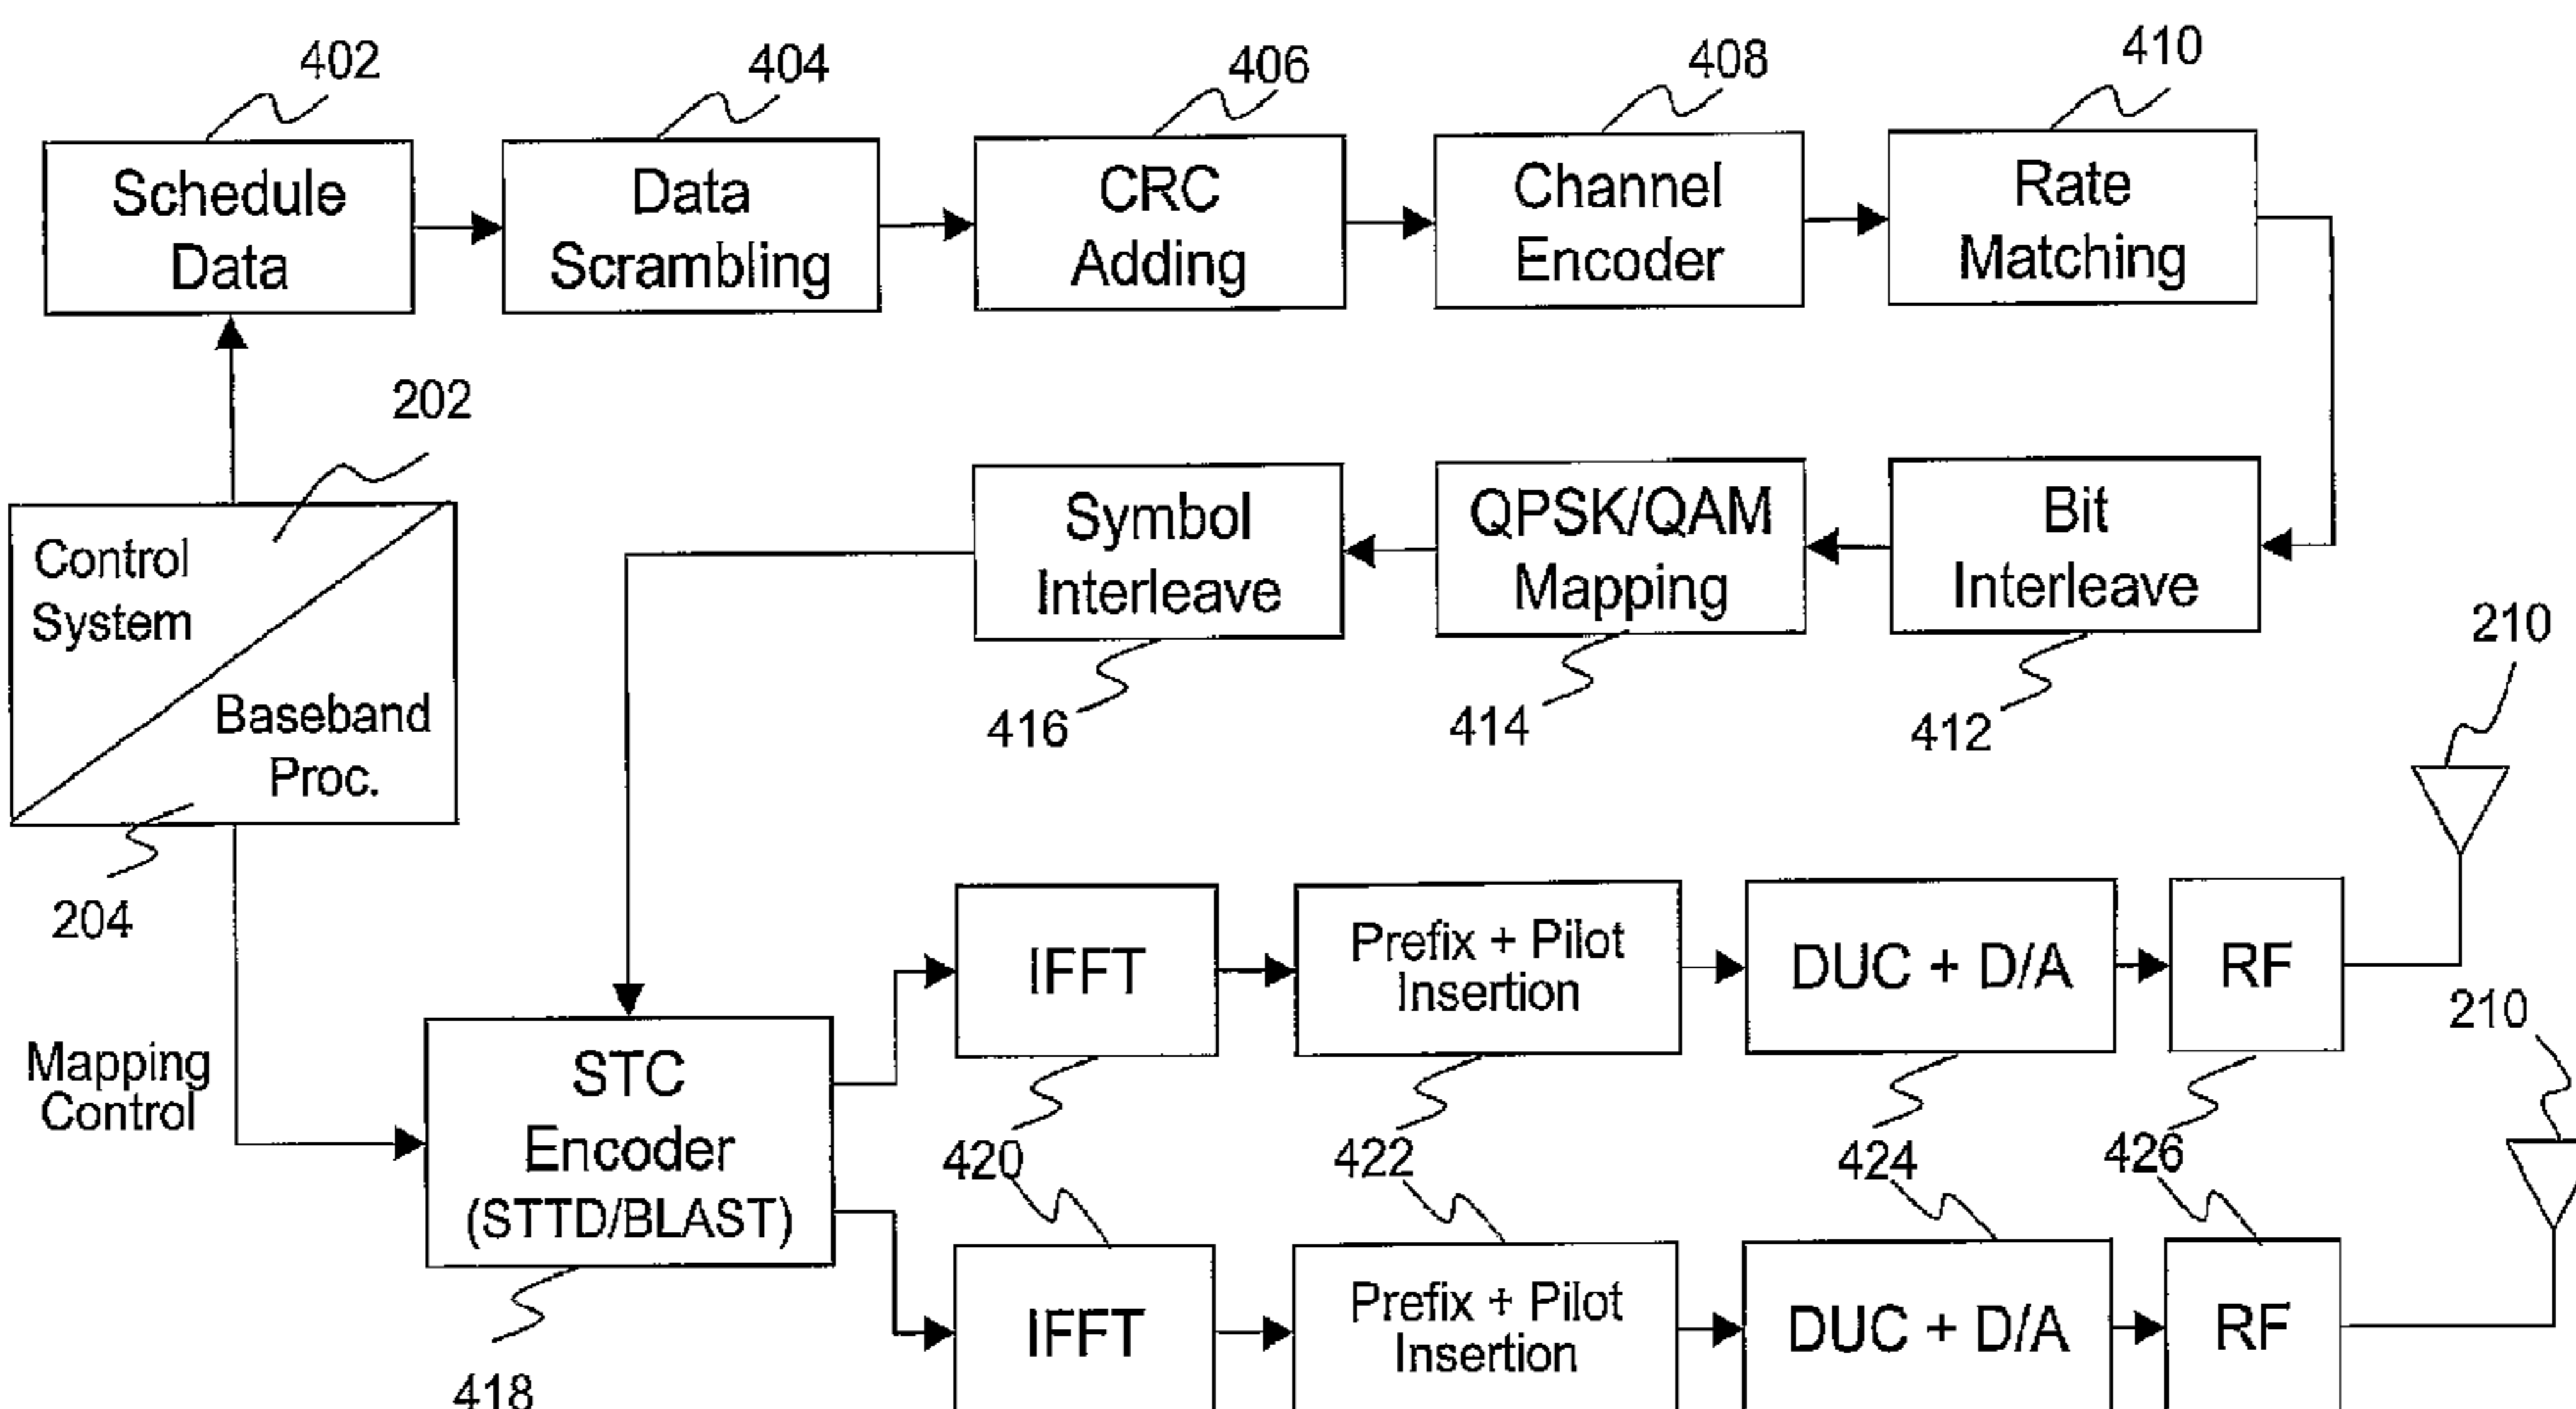 402
404
406
408
410
Schedule
Data
Data
Scrambling
CRC
Adding
Channel
Encoder
Rate
Matching
202
Control
System
Baseband
Proc.
204
Symbol
Interleave
QPSK/QAM
Mapping
Bit
Interleave
416
414
412
210
Mapping
Control
STC
Encoder
(STTD/BLAST)
418
IFFT
Prefix + Pilot
Insertion
DUC + D/A
RF
210
420
422
424
426
IFFT
Prefix + Pilot
Insertion
DUC + D/A
RF